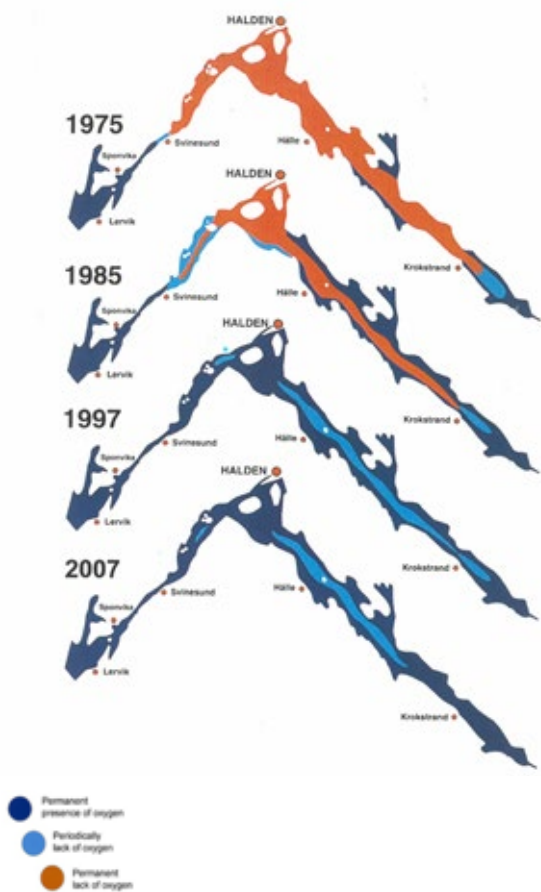 HALDEN
1975
Svinesund
Hälle
Sponvika
Lervik
Krokstrand
HALDEN
1985
Svinesund
Hälle
Sponvika
Lervik
Krokstrand
HALDEN
1997
Svinesund
Hälle
Sponvika
Lervik
Krokstrand
HALDEN
2007
Svinesund
Hälle
Sponvika
Lervik
Krokstrand
Permanent
presence of oxygen
Periodically
lack of oxygen
Permanent
lack of oxygen